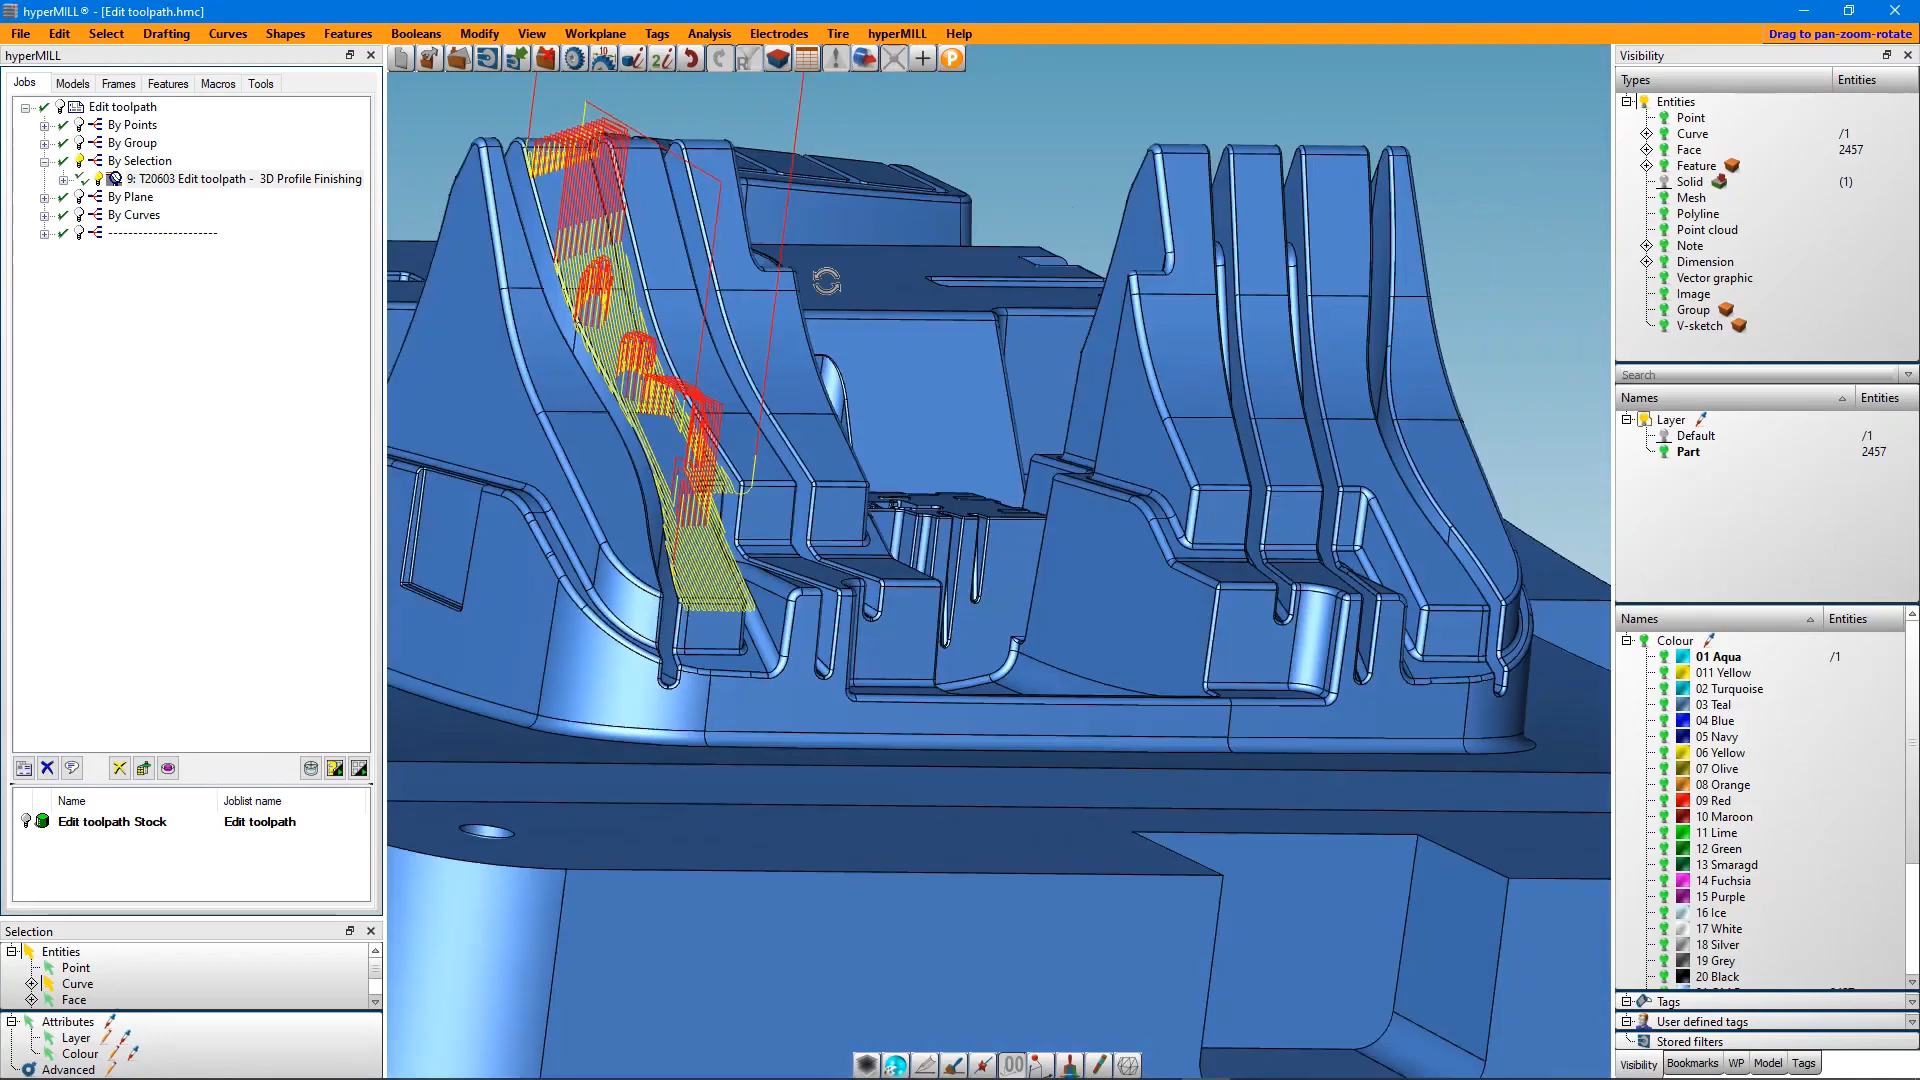 hyperMILL® - [Edit toolpath.hmc]
File Edit Select Drafting Curves Shapes Features Booleans Modify View Workplane Tags Analysis Electrodes Tire hyperMILL Help
Drag to pan-zoom-rotate
hyperMILL
Jobs Models Frames Features Macros Tools
Edit toolpath
By Points
By Group
By Selection
9: T20603 Edit toolpath - 3D Profile Finishing
By Plane
By Curves
----------------------
Name Joblist name
Edit toolpath Stock Edit toolpath
Selection
Entities
Point
Curve
Face
Attributes
Layer
Colour
Advanced
Visibility
Types Entities
Entities
Point
Curve /1
Face 2457
Feature
Solid (1)
Mesh
Polyline
Point cloud
Note
Dimension
Vector graphic
Image
Group
V-sketch
Search
Names Entities
Layer
Default /1
Part 2457
Names Entities
Colour
01 Aqua /1
011 Yellow
02 Turquoise
03 Teal
04 Blue
05 Navy
06 Yellow
07 Olive
08 Orange
09 Red
10 Maroon
11 Lime
12 Green
13 Smaragd
14 Fuchsia
15 Purple
16 Ice
17 White
18 Silver
19 Grey
20 Black
Tags
User defined tags
Stored filters
Visibility Bookmarks WP Model Tags